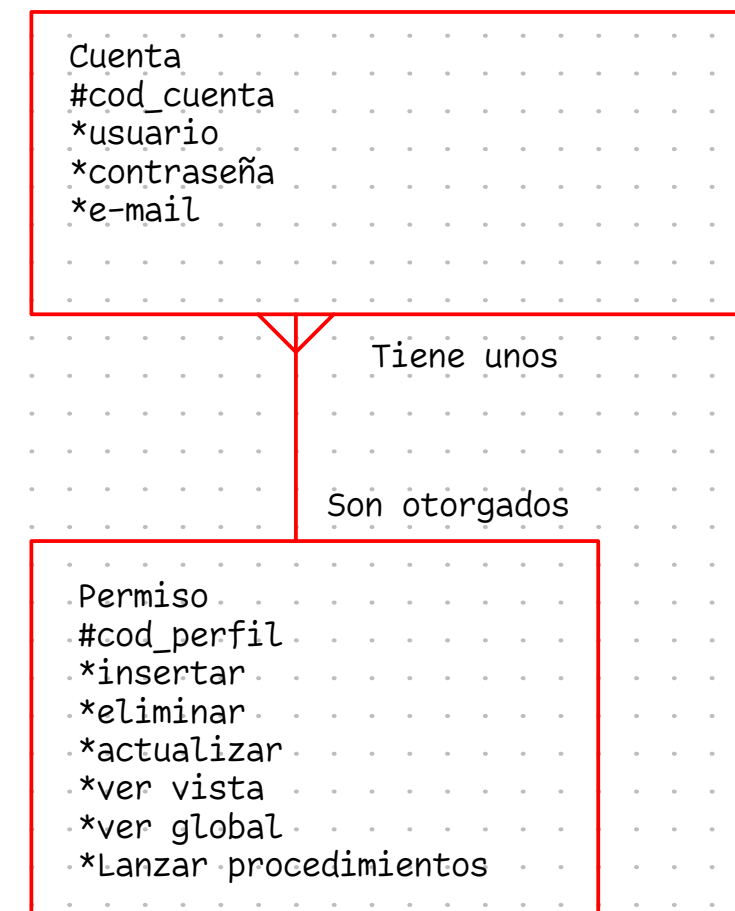 Cuenta
#cod_cuenta
*usuario
*contraseña
*e-mail
Tiene unos
Son otorgados
Permiso
#cod_perfil
*insertar
*eliminar
*actualizar
*ver vista
*ver global
*Lanzar procedimientos